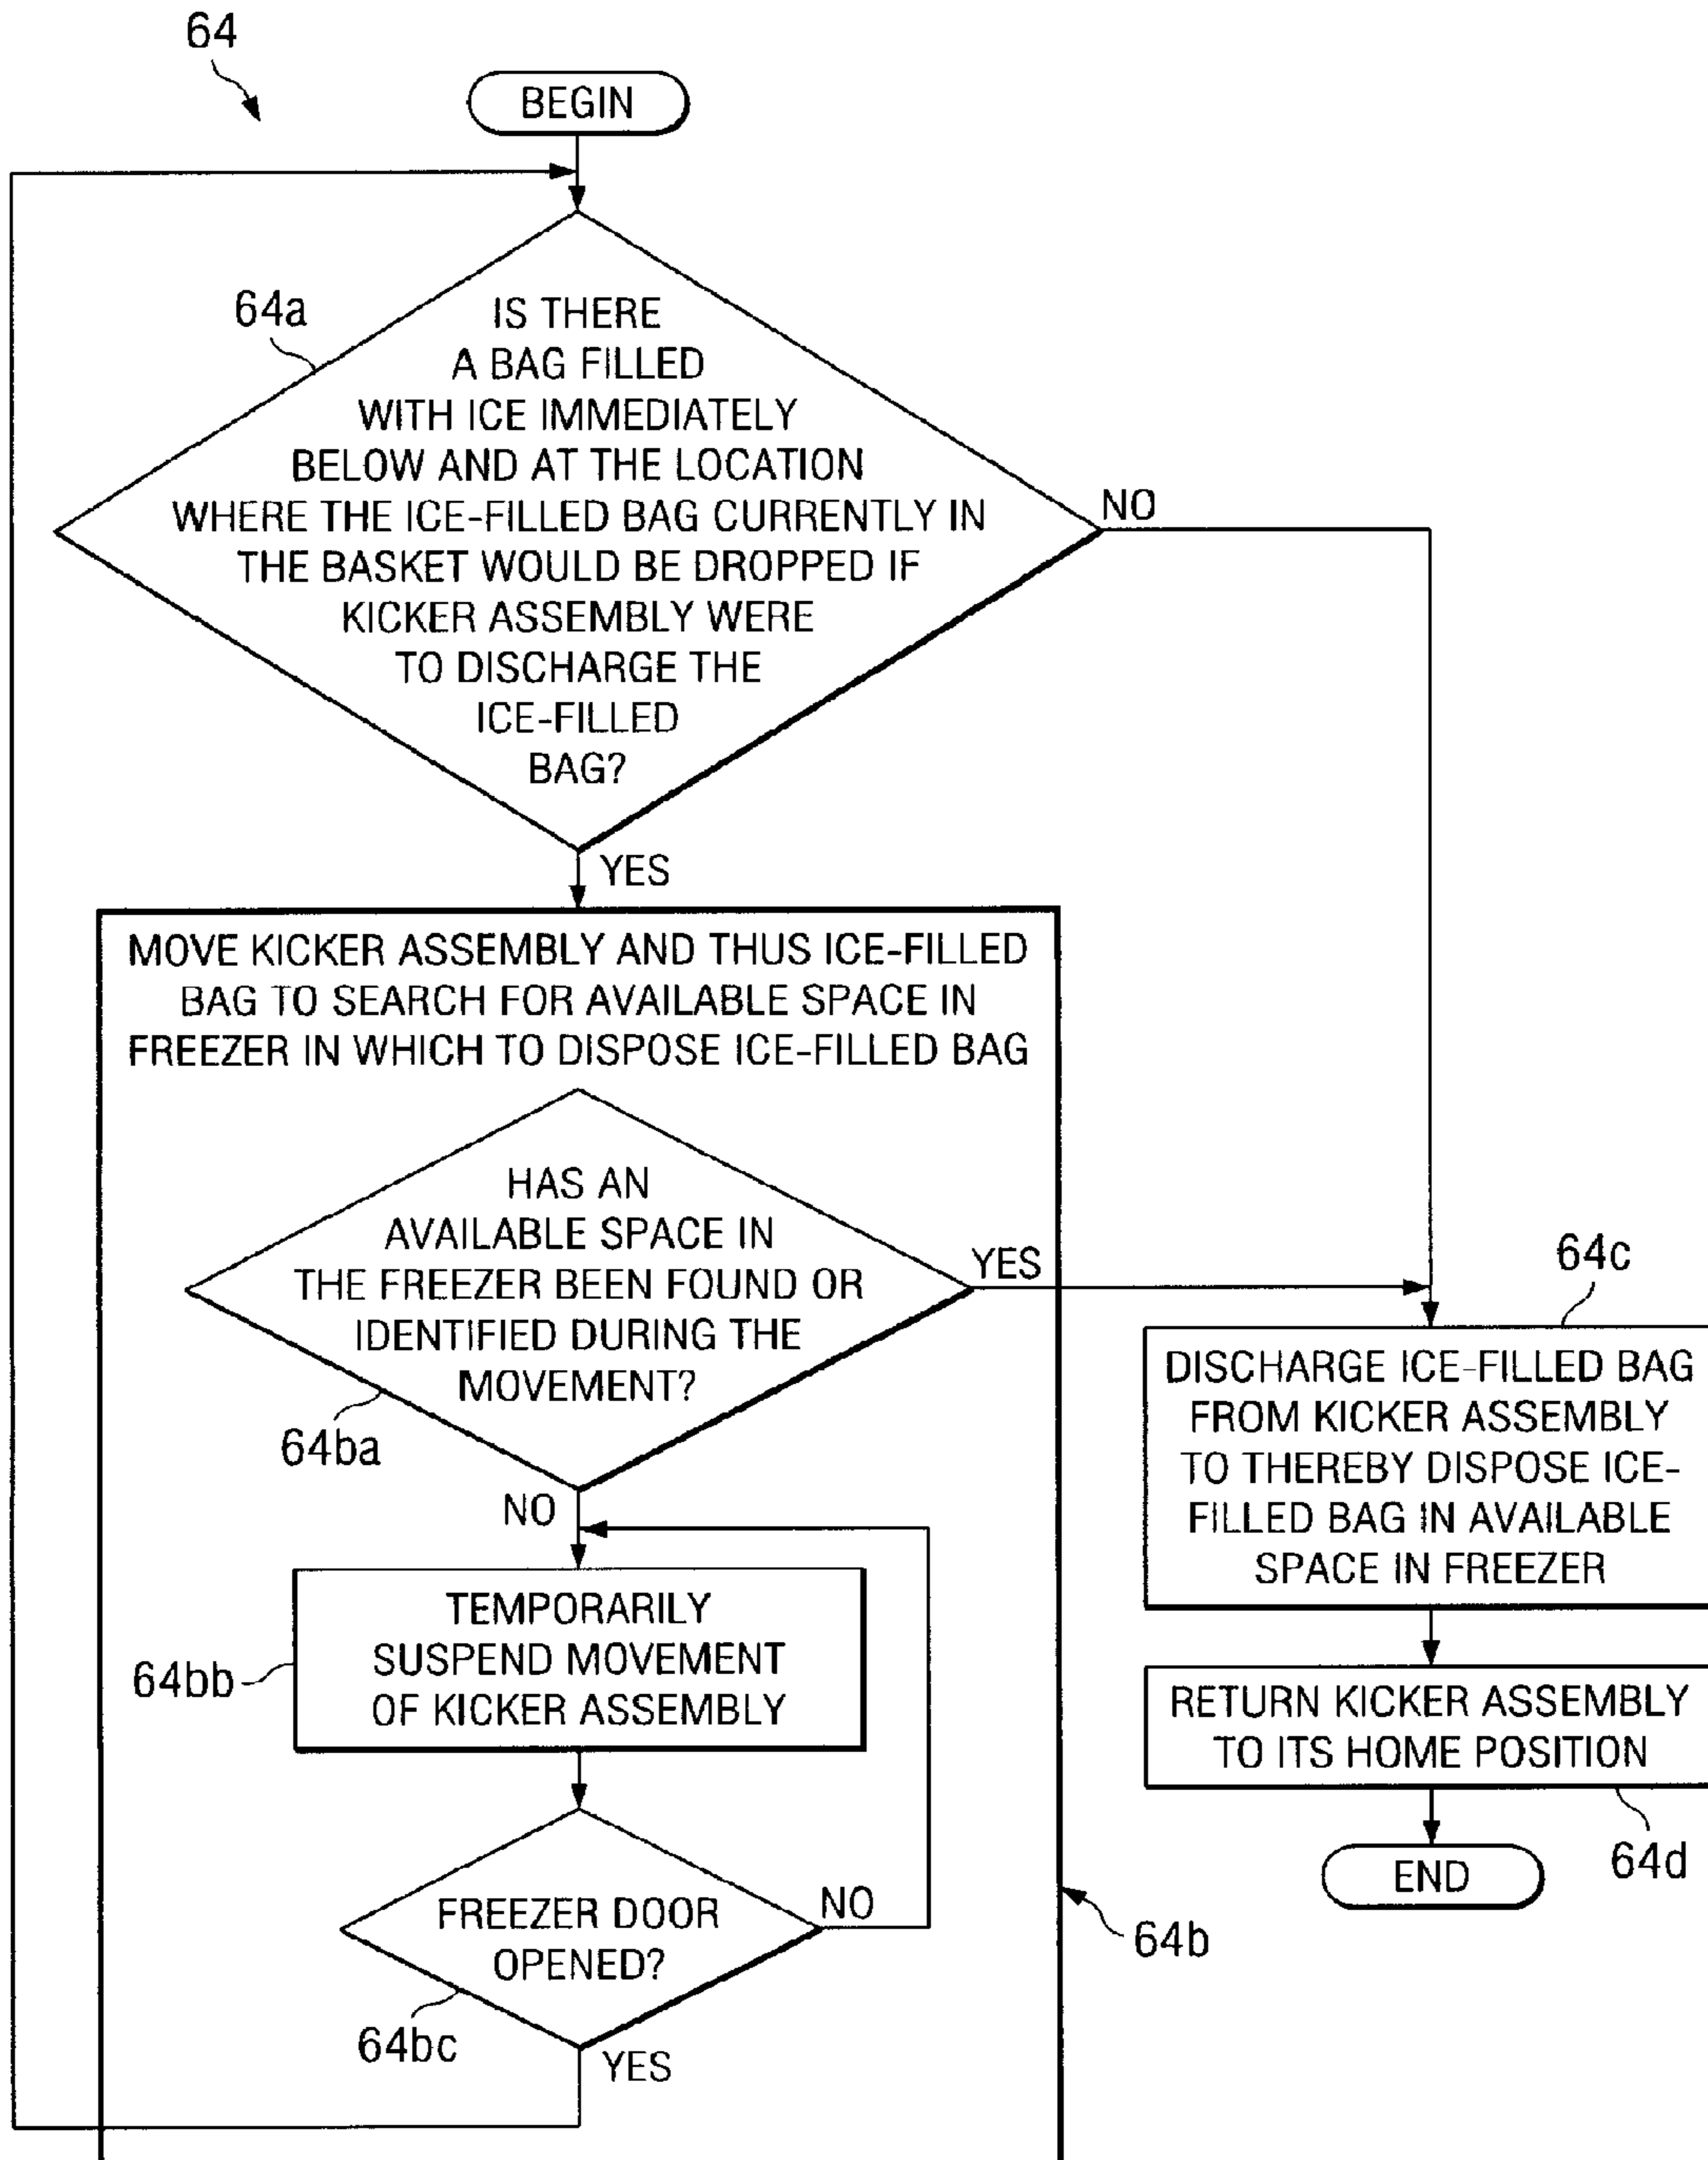 64
BEGIN
64a
IS THERE
A BAG FILLED
WITH ICE IMMEDIATELY
BELOW AND AT THE LOCATION
WHERE THE ICE-FILLED BAG CURRENTLY IN
THE BASKET WOULD BE DROPPED IF
KICKER ASSEMBLY WERE
TO DISCHARGE THE
ICE-FILLED
BAG?
NO
YES
MOVE KICKER ASSEMBLY AND THUS ICE-FILLED
BAG TO SEARCH FOR AVAILABLE SPACE IN
FREEZER IN WHICH TO DISPOSE ICE-FILLED BAG
HAS AN
AVAILABLE SPACE IN
THE FREEZER BEEN FOUND OR
IDENTIFIED DURING THE
MOVEMENT?
YES
64ba
NO
TEMPORARILY
SUSPEND MOVEMENT
OF KICKER ASSEMBLY
64bb
FREEZER DOOR
OPENED?
NO
64bc
YES
64b
64c
DISCHARGE ICE-FILLED BAG
FROM KICKER ASSEMBLY
TO THEREBY DISPOSE ICE-
FILLED BAG IN AVAILABLE
SPACE IN FREEZER
RETURN KICKER ASSEMBLY
TO ITS HOME POSITION
64d
END